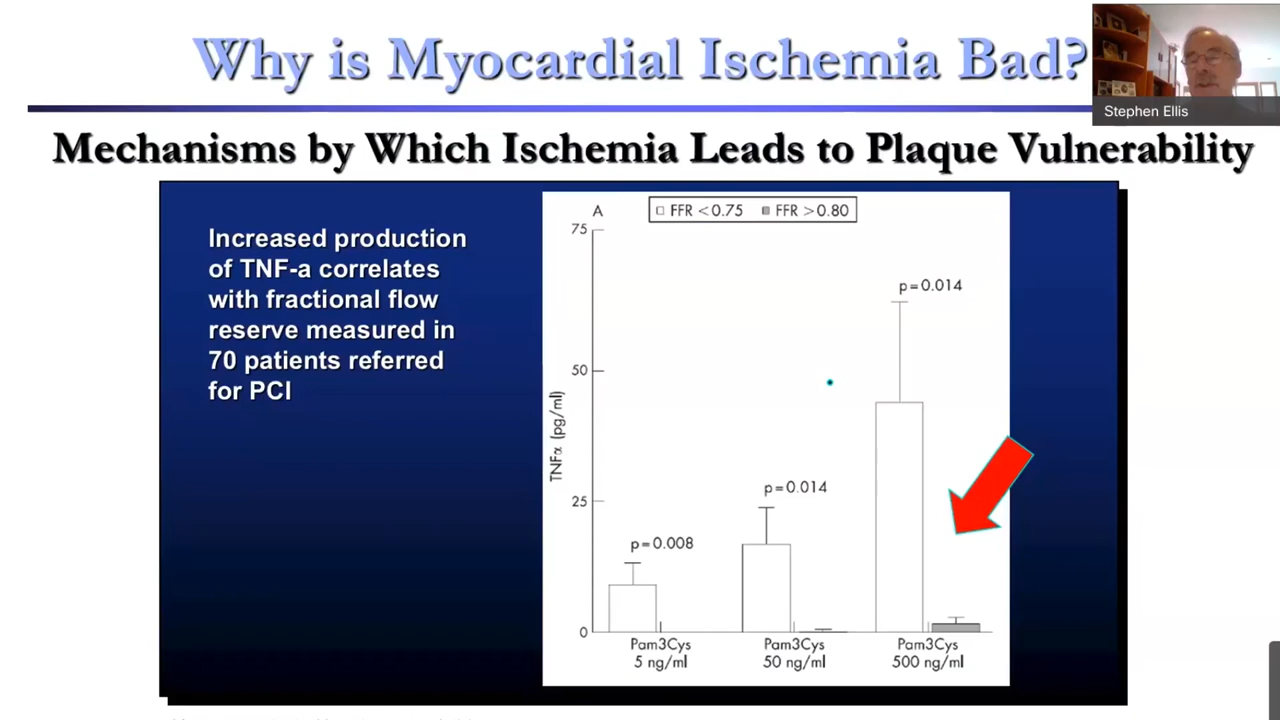 Why is Myocardial Ischemia Bad?
Stephen Ellis
Mechanisms by Which Ischemia Leads to Plaque Vulnerability
Increased production
of TNF-a correlates
with fractional flow
reserve measured in
70 patients referred
for PCI
A
FFR <0.75 FFR >0.80
75
50
25
0
TNFα (pg/ml)
p=0.008
p=0.014
p=0.014
Pam3Cys
5 ng/ml
Pam3Cys
50 ng/ml
Pam3Cys
500 ng/ml